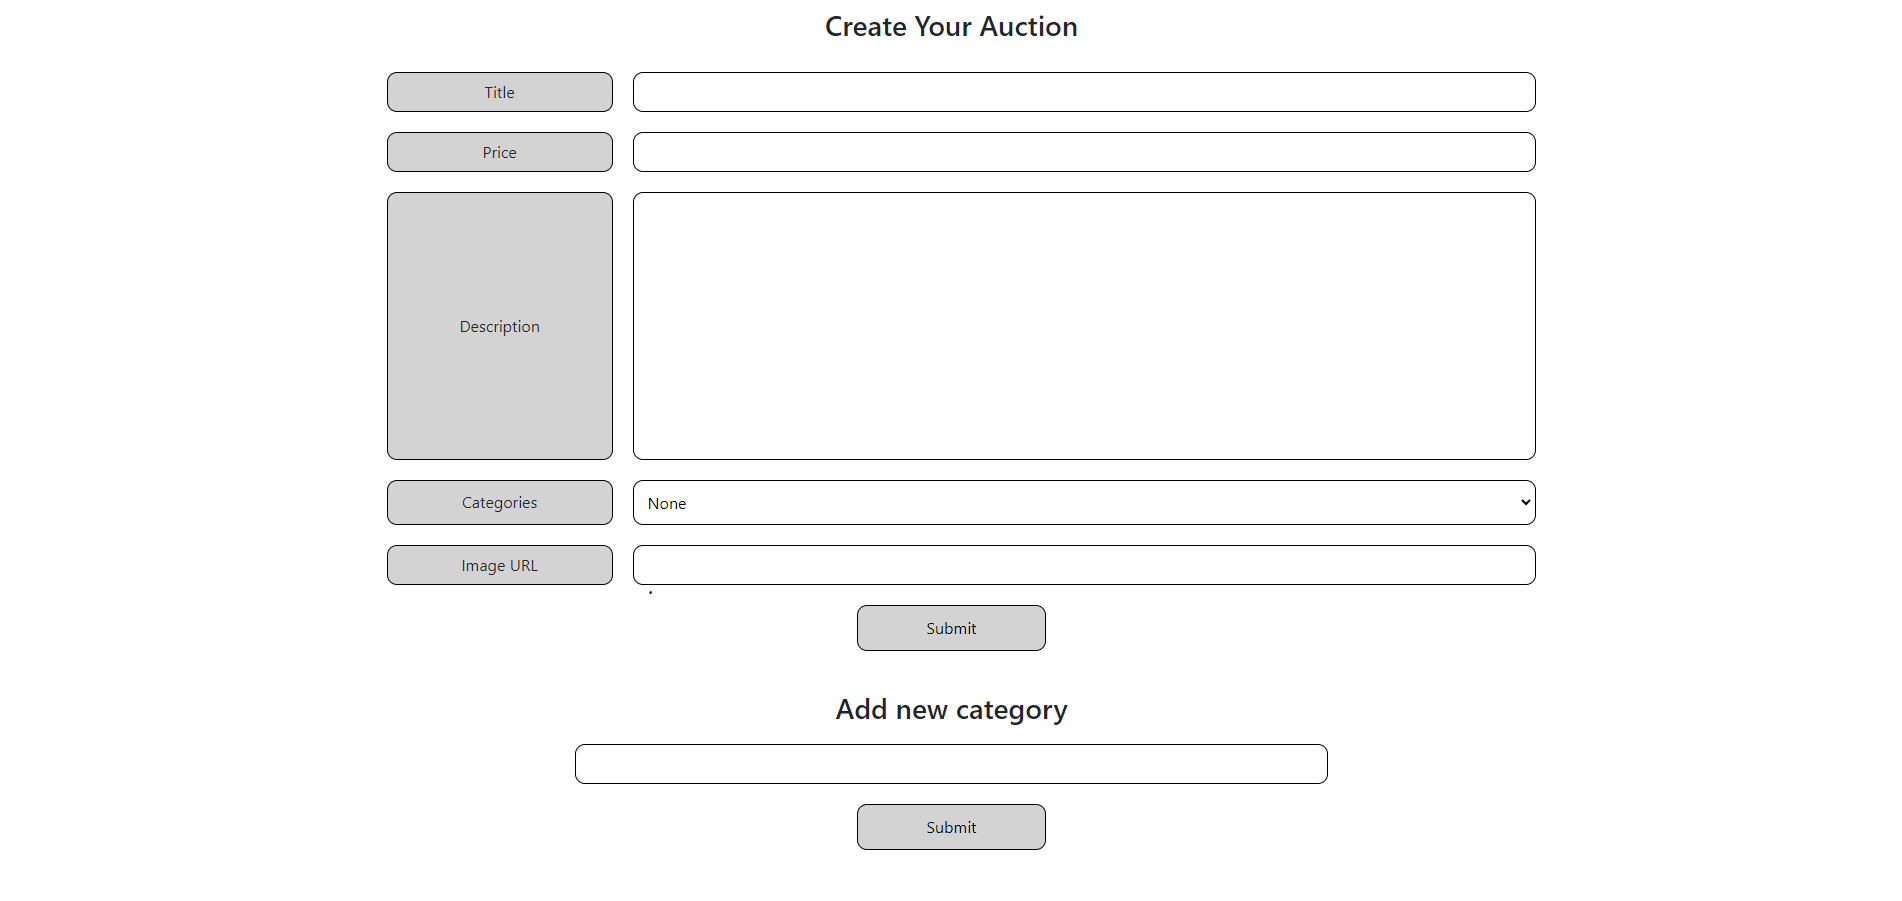 Create Your Auction
Title
Price
Description
Categories
None
Image URL
Submit
Add new category
Submit